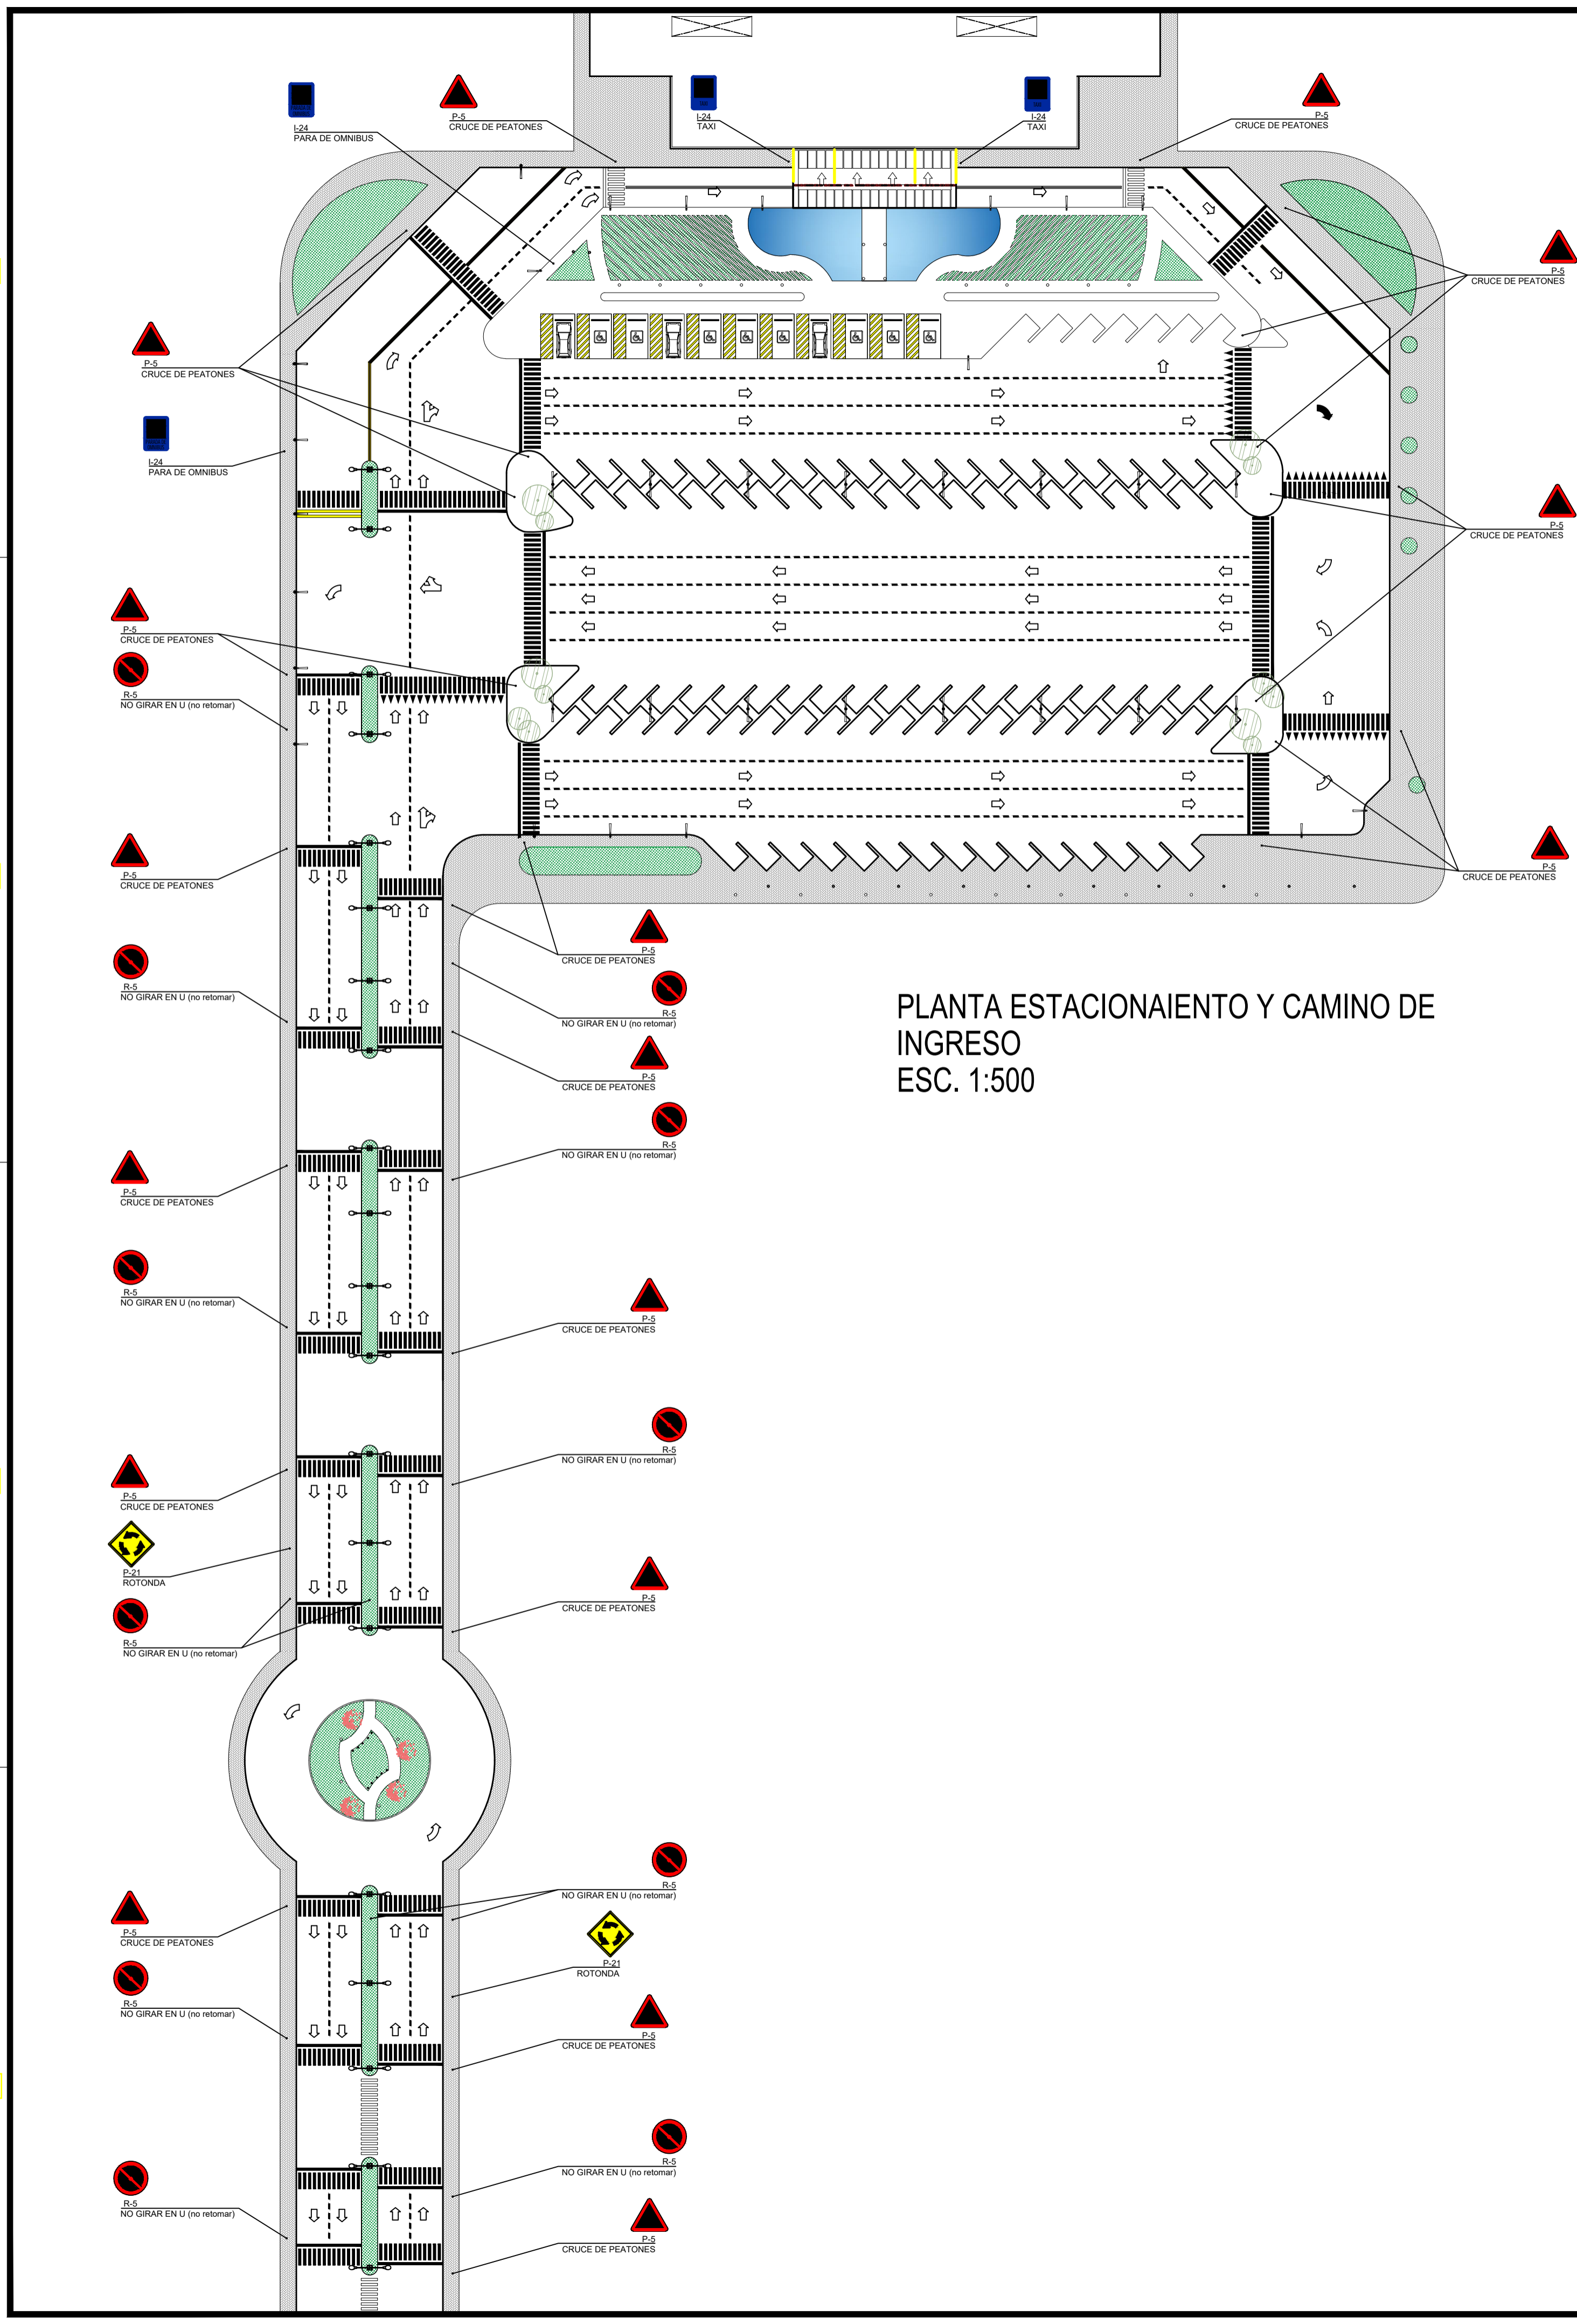 I-24
PARA DE OMNIBUS
P-5
CRUCE DE PEATONES
I-24
TAXI
I-24
TAXI
P-5
CRUCE DE PEATONES
P-5
CRUCE DE PEATONES
P-5
CRUCE DE PEATONES
I-24
PARA DE OMNIBUS
P-5
CRUCE DE PEATONES
P-5
CRUCE DE PEATONES
R-5
NO GIRAR EN U (no retomar)
P-5
CRUCE DE PEATONES
P-5
CRUCE DE PEATONES
P-5
CRUCE DE PEATONES
R-5
NO GIRAR EN U (no retomar)
R-5
NO GIRAR EN U (no retomar)
PLANTA ESTACIONAIENTO Y CAMINO DE
INGRESO
ESC. 1:500
P-5
CRUCE DE PEATONES
R-5
NO GIRAR EN U (no retomar)
P-5
CRUCE DE PEATONES
R-5
NO GIRAR EN U (no retomar)
P-5
CRUCE DE PEATONES
R-5
NO GIRAR EN U (no retomar)
P-5
CRUCE DE PEATONES
P-21
ROTONDA
P-5
CRUCE DE PEATONES
R-5
NO GIRAR EN U (no retomar)
R-5
NO GIRAR EN U (no retomar)
P-5
CRUCE DE PEATONES
P-21
ROTONDA
R-5
NO GIRAR EN U (no retomar)
P-5
CRUCE DE PEATONES
R-5
NO GIRAR EN U (no retomar)
R-5
NO GIRAR EN U (no retomar)
P-5
CRUCE DE PEATONES